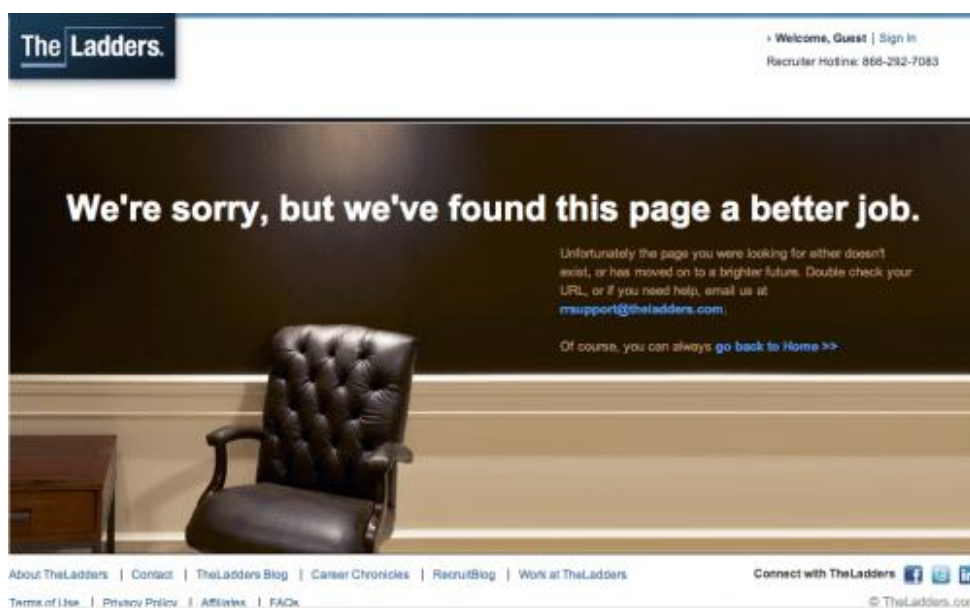 The Ladders.
› Welcome, Guest | Sign In
Recruiter Hotline: 866-292-7083
We're sorry, but we've found this page a better job.
Unfortunately the page you were looking for either doesn't
exist, or has moved on to a brighter future. Double check your
URL, or if you need help, email us at
rrsupport@theladders.com.
Of course, you can always go back to Home >>
About TheLadders | Contact | TheLadders Blog | Career Chronicles | RecruitBlog | Work at TheLadders
Connect with TheLadders
Terms of Use | Privacy Policy | Affiliates | FAQs
© TheLadders.co